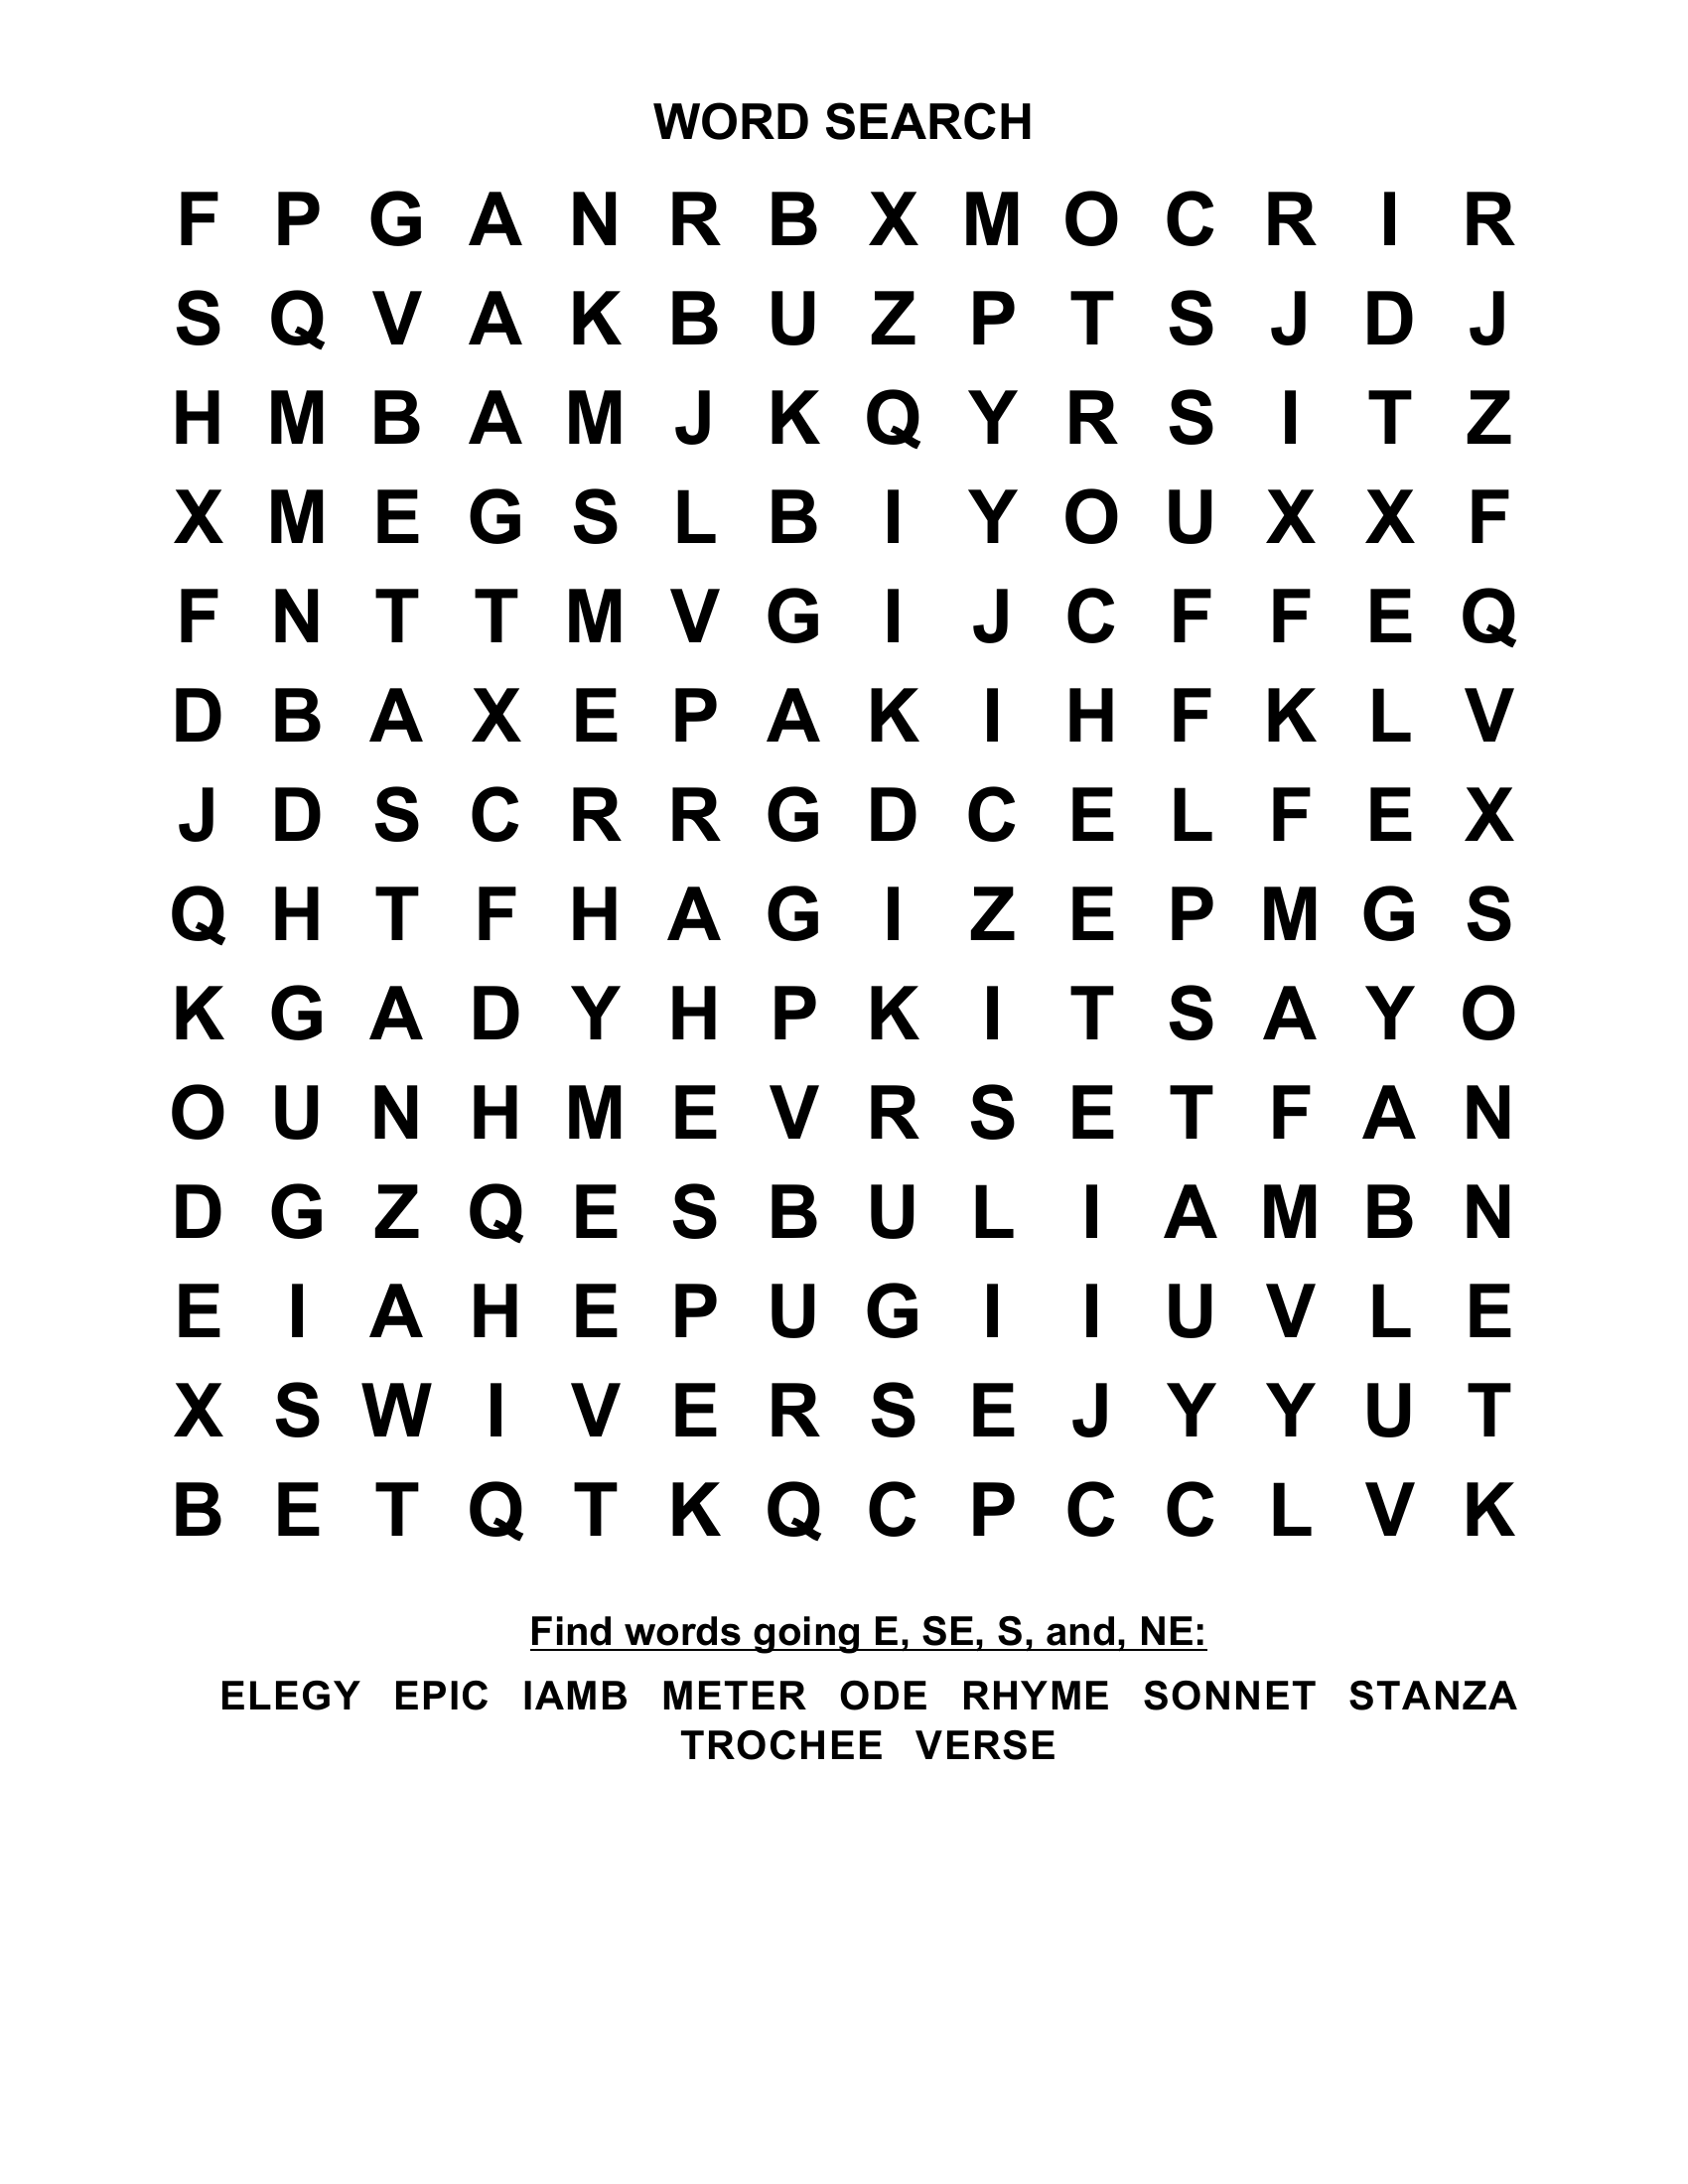 WORD SEARCH
F P G A N R B X M O C R I R
S Q V A K B U Z P T S J D J
H M B A M J K Q Y R S I T Z
X M E G S L B I Y O U X X F
F N T T M V G I J C F F E Q
D B A X E P A K I H F K L V
J D S C R R G D C E L F E X
Q H T F H A G I Z E P M G S
K G A D Y H P K I T S A Y O
O U N H M E V R S E T F A N
D G Z Q E S B U L I A M B N
E I A H E P U G I I U V L E
X S W I V E R S E J Y Y U T
B E T Q T K Q C P C C L V K
Find words going E, SE, S, and, NE:
ELEGY EPIC IAMB METER ODE RHYME SONNET STANZA
TROCHEE VERSE